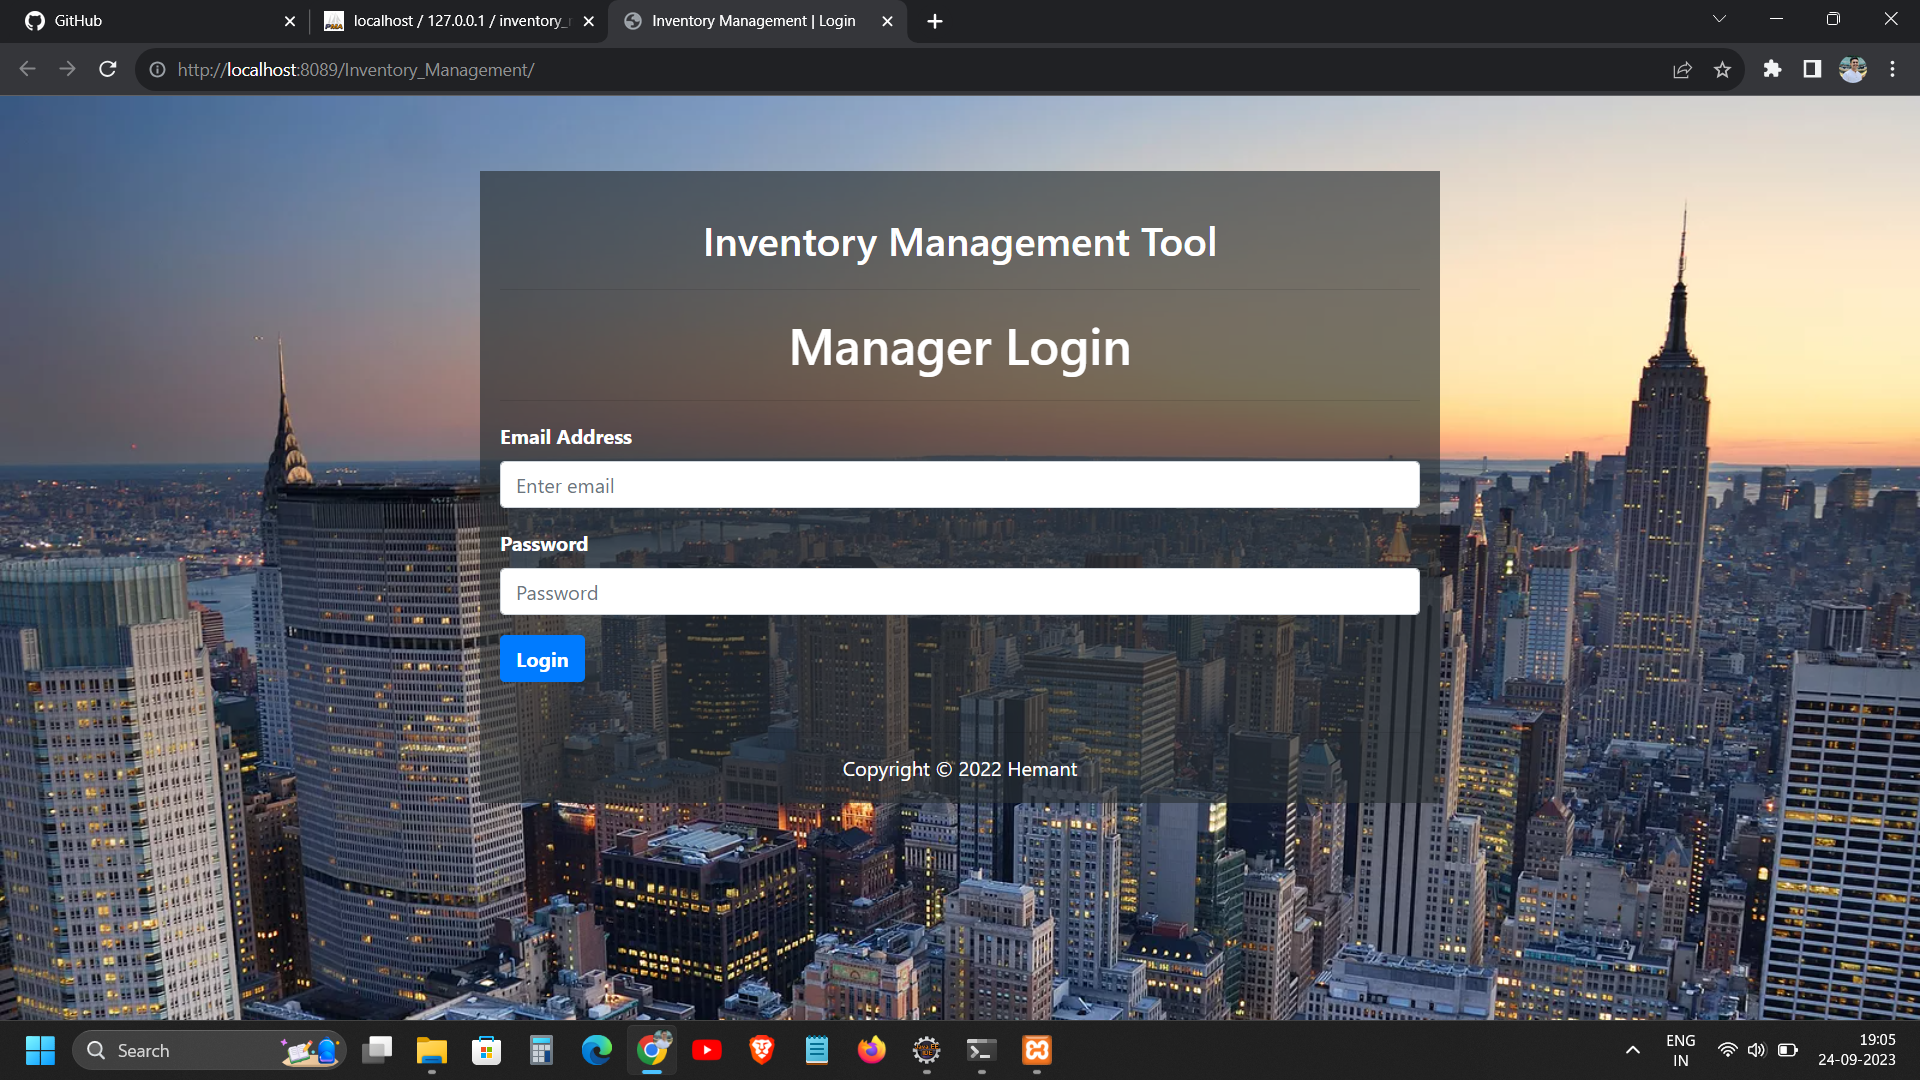 GitHub
localhost / 127.0.0.1 / inventory_
Inventory Management | Login
http://localhost:8089/Inventory_Management/
Inventory Management Tool
Manager Login
Email Address
Enter email
Password
Password
Login
Copyright © 2022 Hemant
Search
ENG
IN
19:05
24-09-2023